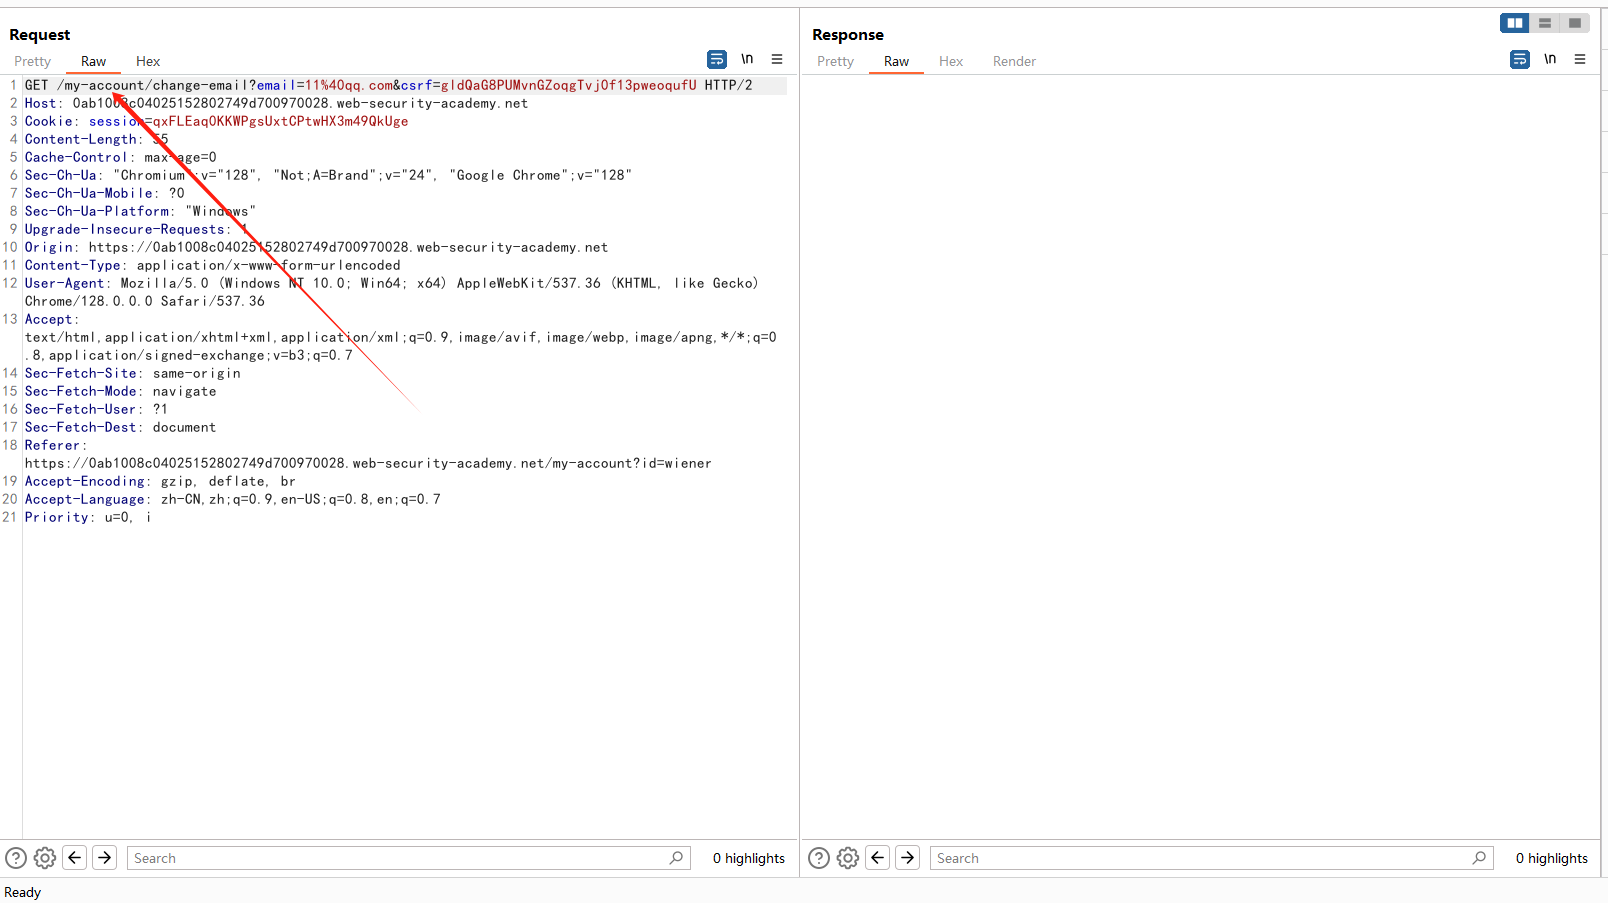 Request
Pretty Raw Hex
\n
1 GET /my-account/change-email?email=11%40qq.com&csrf=gldQaG8PUMvnGZoqgTvj0f13pweoqufU HTTP/2
2 Host: 0ab1008c04025152802749d700970028.web-security-academy.net
3 Cookie: session=qxFLEaqOKKWPgsUxtCPtwHX3m49QkUge
4 Content-Length: 55
5 Cache-Control: max-age=0
6 Sec-Ch-Ua: "Chromium";v="128", "Not;A=Brand";v="24", "Google Chrome";v="128"
7 Sec-Ch-Ua-Mobile: ?0
8 Sec-Ch-Ua-Platform: "Windows"
9 Upgrade-Insecure-Requests: 1
10 Origin: https://0ab1008c04025152802749d700970028.web-security-academy.net
11 Content-Type: application/x-www-form-urlencoded
12 User-Agent: Mozilla/5.0 (Windows NT 10.0; Win64; x64) AppleWebKit/537.36 (KHTML, like Gecko)
Chrome/128.0.0.0 Safari/537.36
13 Accept:
text/html,application/xhtml+xml,application/xml;q=0.9,image/avif,image/webp,image/apng,*/*;q=0
.8,application/signed-exchange;v=b3;q=0.7
14 Sec-Fetch-Site: same-origin
15 Sec-Fetch-Mode: navigate
16 Sec-Fetch-User: ?1
17 Sec-Fetch-Dest: document
18 Referer:
https://0ab1008c04025152802749d700970028.web-security-academy.net/my-account?id=wiener
19 Accept-Encoding: gzip, deflate, br
20 Accept-Language: zh-CN,zh;q=0.9,en-US;q=0.8,en;q=0.7
21 Priority: u=0, i
Search
0 highlights
Response
Pretty Raw Hex Render
\n
Search
0 highlights
Ready